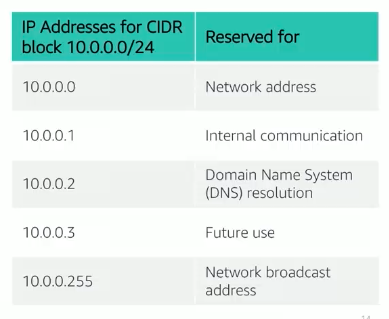 IP Addresses for CIDR
block 10.0.0.0/24
Reserved for
10.0.0.0
Network address
10.0.0.1
Internal communication
10.0.0.2
Domain Name System
(DNS) resolution
10.0.0.3
Future use
10.0.0.255
Network broadcast
address